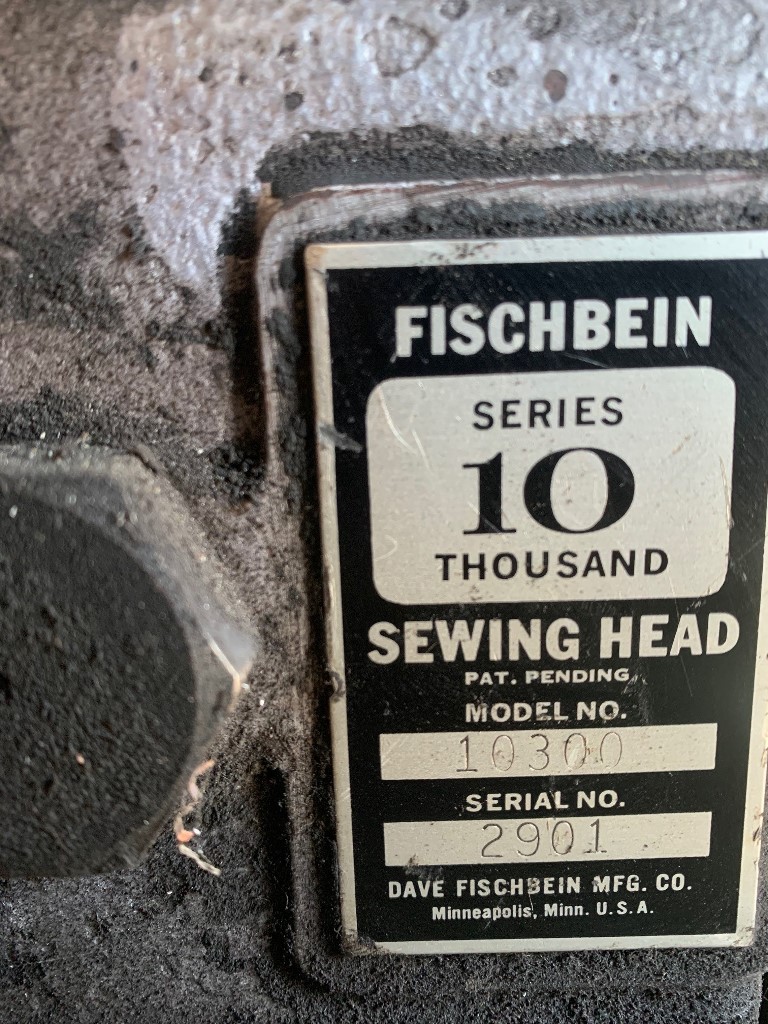 FISCHBEIN
SERIES
10
THOUSAND
SEWING HEAD
PAT. PENDING
MODEL NO.
10300
SERIAL NO.
2901
DAVE FISCHBEIN MFG. CO.
Minneapolis, Minn. U.S.A.